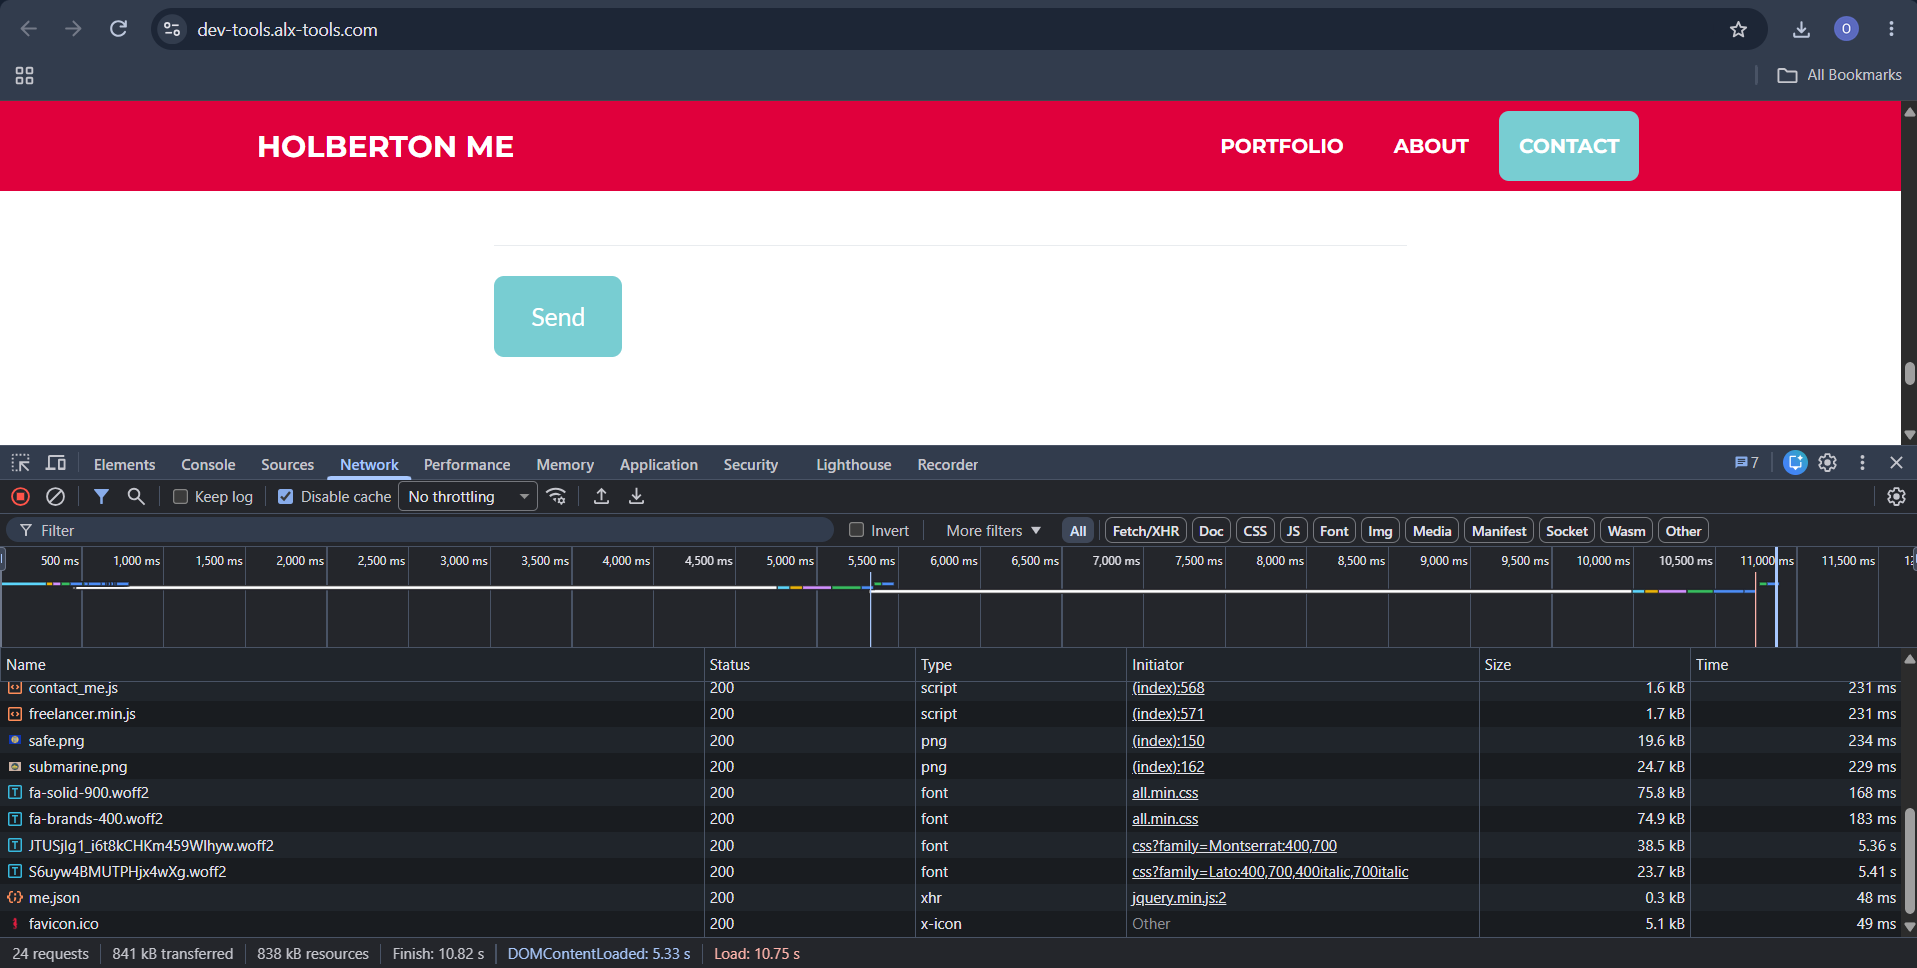 dev-tools.alx-tools.com
O
All Bookmarks
HOLBERTON ME
PORTFOLIO ABOUT CONTACT
Send
Elements Console Sources Network Performance Memory Application Security Lighthouse Recorder 7
Keep log Disable cache No throttling
Filter Invert More filters All Fetch/XHR Doc CSS JS Font Img Media Manifest Socket Wasm Other
500 ms 1,000 ms 1,500 ms 2,000 ms 2,500 ms 3,000 ms 3,500 ms 4,000 ms 4,500 ms 5,000 ms 5,500 ms 6,000 ms 6,500 ms 7,000 ms 7,500 ms 8,000 ms 8,500 ms 9,000 ms 9,500 ms 10,000 ms 10,500 ms 11,000 ms 11,500 ms
Name Status Type Initiator Size Time
contact_me.js 200 script (index):568 1.6 kB 231 ms
freelancer.min.js 200 script (index):571 1.7 kB 231 ms
safe.png 200 png (index):150 19.6 kB 234 ms
submarine.png 200 png (index):162 24.7 kB 229 ms
fa-solid-900.woff2 200 font all.min.css 75.8 kB 168 ms
fa-brands-400.woff2 200 font all.min.css 74.9 kB 183 ms
JTUSjIg1_i6t8kCHKm459Wlhyw.woff2 200 font css?family=Montserrat:400,700 38.5 kB 5.36 s
S6uyw4BMUTPHjx4wXg.woff2 200 font css?family=Lato:400,700,400italic,700italic 23.7 kB 5.41 s
me.json 200 xhr jquery.min.js:2 0.3 kB 48 ms
favicon.ico 200 x-icon Other 5.1 kB 49 ms
24 requests 841 kB transferred 838 kB resources Finish: 10.82 s DOMContentLoaded: 5.33 s Load: 10.75 s